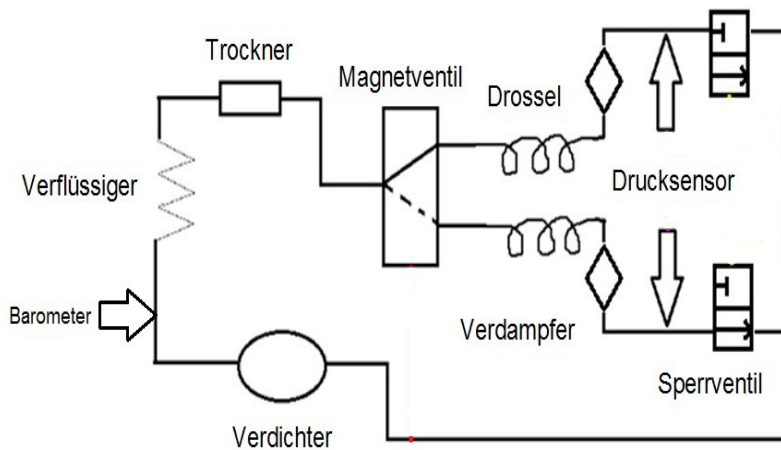 Trockner
Magnetventil
Drossel
Verflüssiger
Drucksensor
Barometer
Verdampfer
Sperrventil
Verdichter